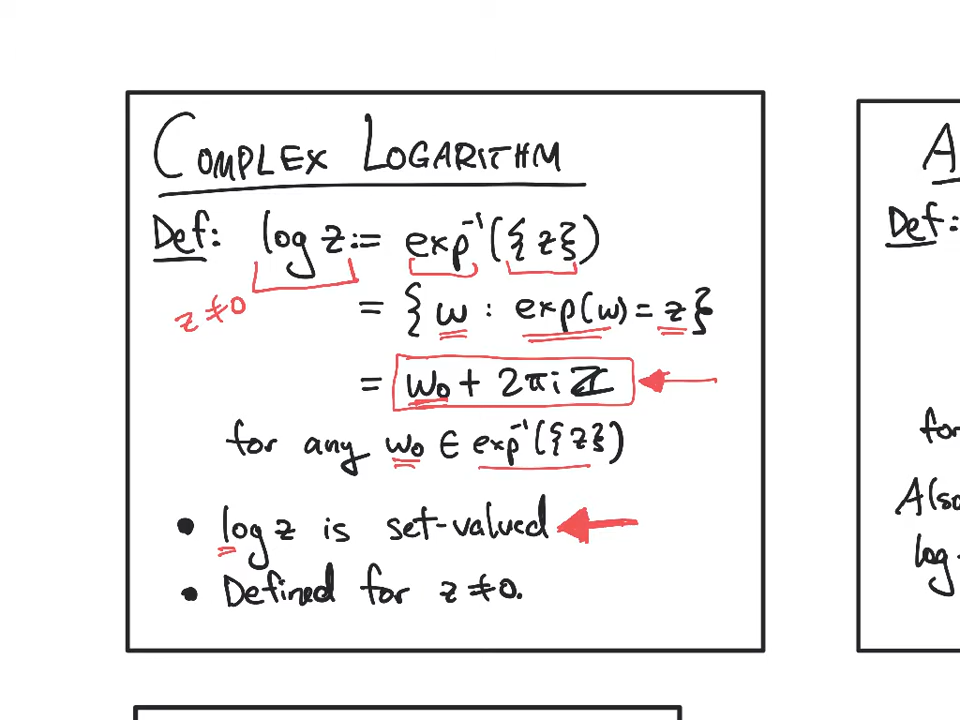 COMPLEX LOGARITHM
Def: log z := exp⁻¹({z})
z ≠ 0
= {w : exp(w) = z}
= w₀ + 2πiℤ
for any w₀ ∈ exp⁻¹({z})
• log z is set-valued
• Defined for z ≠ 0.
A
Def:
for
Also
log